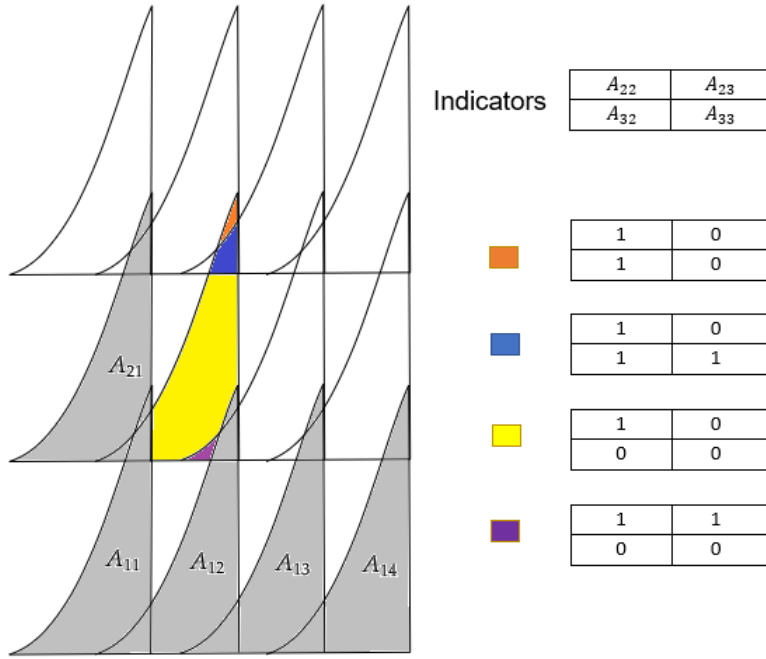 Indicators
A₂₂ A₂₃
A₃₂ A₃₃
1 0
1 0
1 0
1 1
A₂₁
1 0
0 0
1 1
0 0
A₁₁ A₁₂ A₁₃ A₁₄